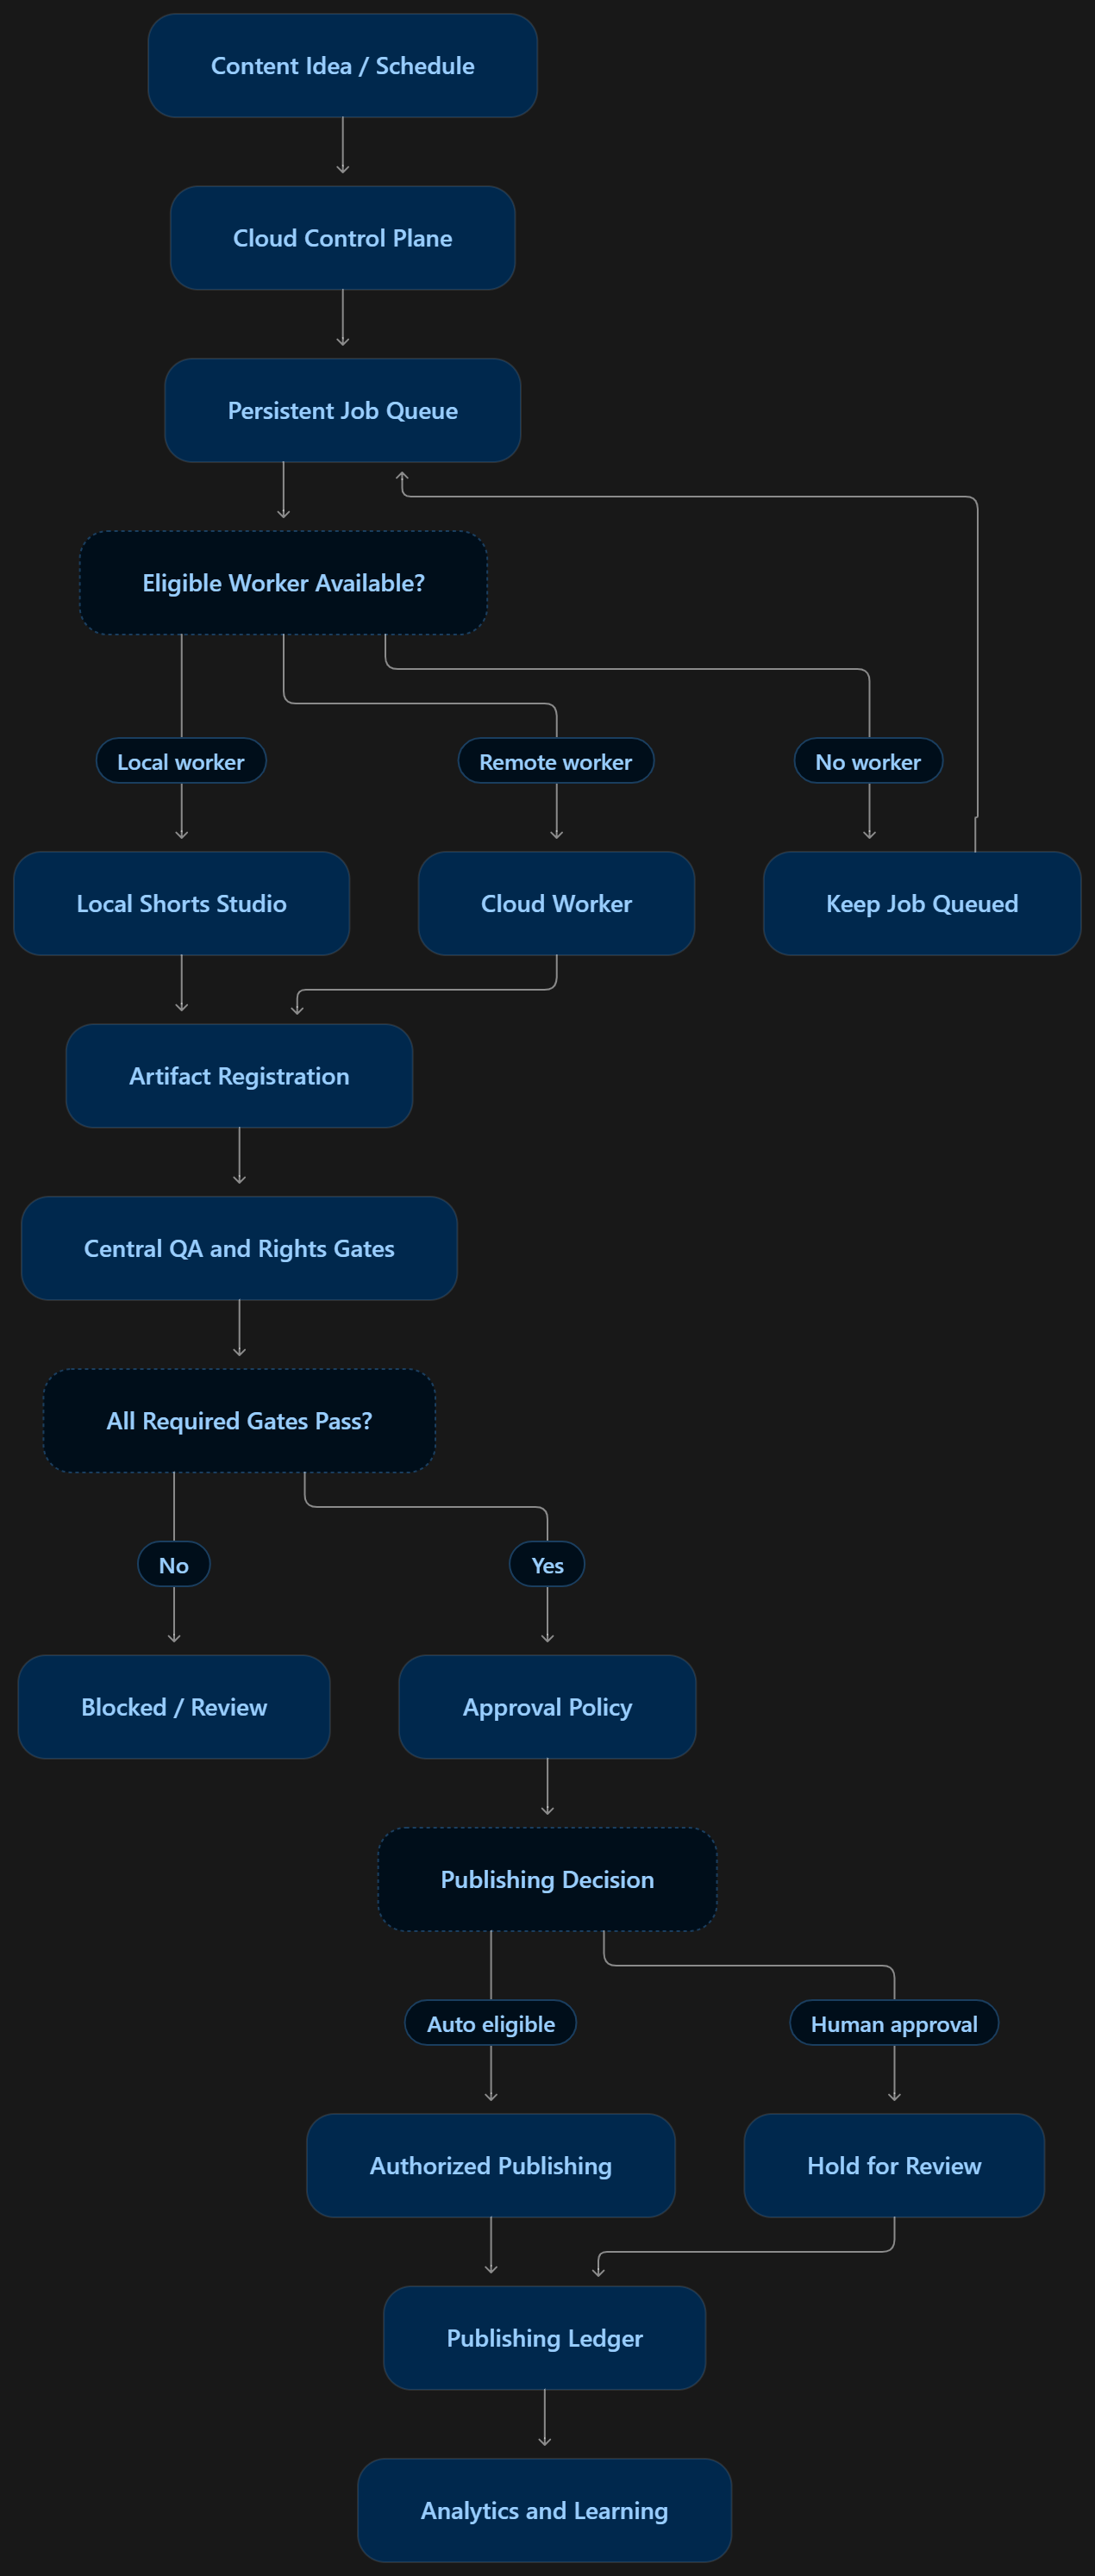 Content Idea / Schedule
Cloud Control Plane
Persistent Job Queue
Eligible Worker Available?
Local worker
Remote worker
No worker
Local Shorts Studio
Cloud Worker
Keep Job Queued
Artifact Registration
Central QA and Rights Gates
All Required Gates Pass?
No
Yes
Blocked / Review
Approval Policy
Publishing Decision
Auto eligible
Human approval
Authorized Publishing
Hold for Review
Publishing Ledger
Analytics and Learning